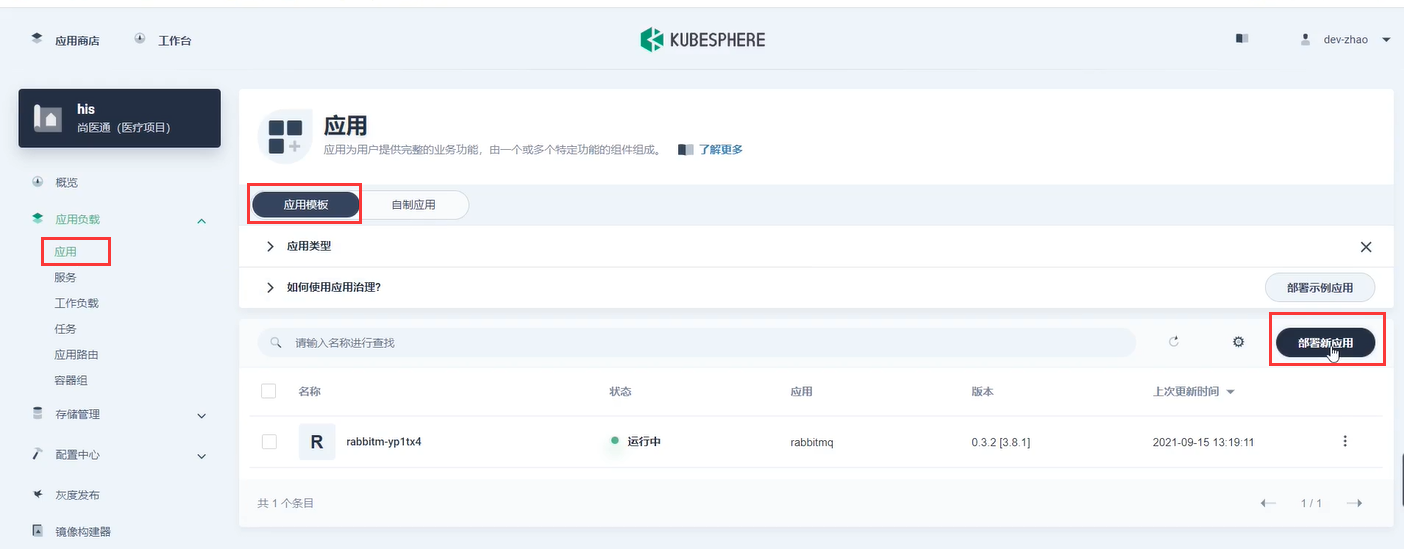 应用商店 工作台 KUBESPHERE dev-zhao
his
尚医通（医疗项目）
概览
应用负载
应用
服务
工作负载
任务
应用路由
容器组
存储管理
配置中心
灰度发布
镜像构建器
应用
应用为用户提供完整的业务功能，由一个或多个特定功能的组件组成。 了解更多
应用模板 自制应用
应用类型
如何使用应用治理? 部署示例应用
请输入名称进行查找 部署新应用
名称 状态 应用 版本 上次更新时间
R rabbitm-yp1tx4 运行中 rabbitmq 0.3.2 [3.8.1] 2021-09-15 13:19:11
共 1 个条目 1 / 1